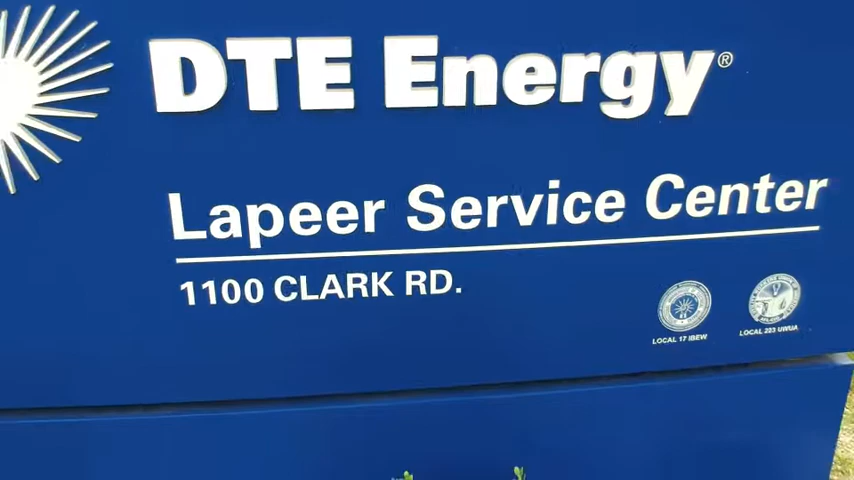 DTE Energy®
Lapeer Service Center
1100 CLARK RD.
LOCAL 17 IBEW
LOCAL 223 UWUA